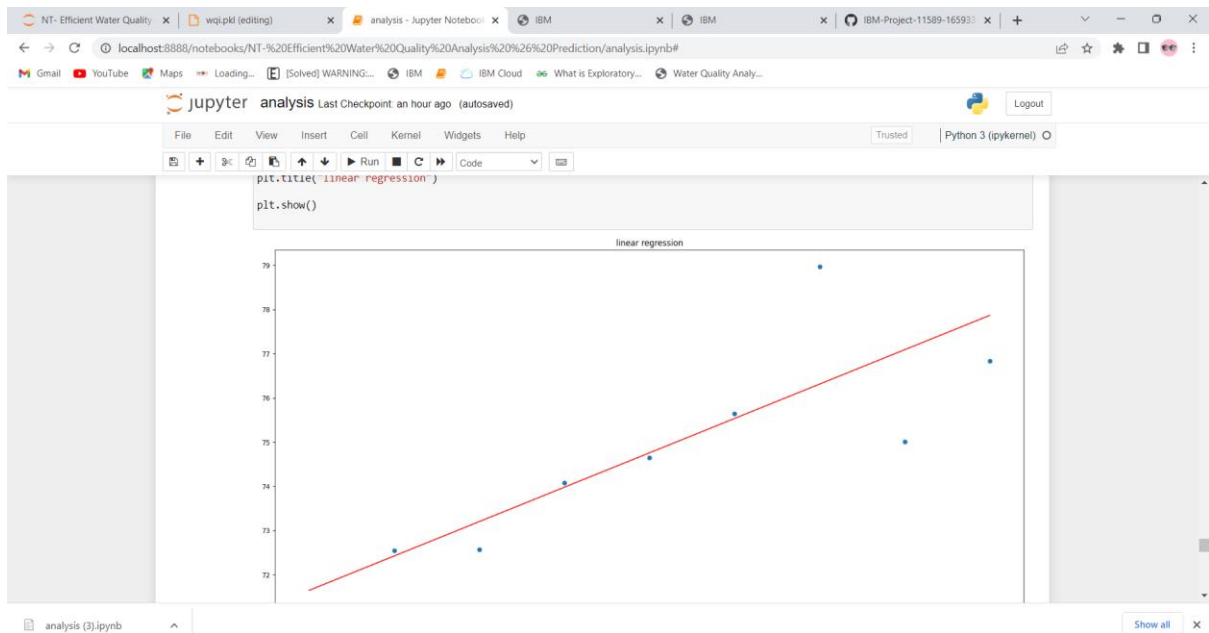 NT- Efficient Water Quality
wqi.pkl (editing)
analysis - Jupyter Notebook
IBM
IBM
IBM-Project-11589-165933
localhost:8888/notebooks/NT-%20Efficient%20Water%20Quality%20Analysis%20%26%20Prediction/analysis.ipynb#
Gmail YouTube Maps Loading... [Solved] WARNING:... IBM IBM Cloud What is Exploratory... Water Quality Analy...
jupyter analysis Last Checkpoint: an hour ago (autosaved)
Logout
File Edit View Insert Cell Kernel Widgets Help
Trusted Python 3 (ipykernel)
Run Code
plt.title("linear regression")
plt.show()
linear regression
79
78
77
76
75
74
73
72
analysis (3).ipynb
Show all